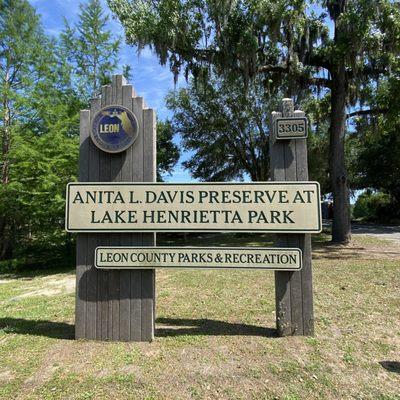 LEON
3305
ANITA L. DAVIS PRESERVE AT
LAKE HENRIETTA PARK
LEON COUNTY PARKS & RECREATION